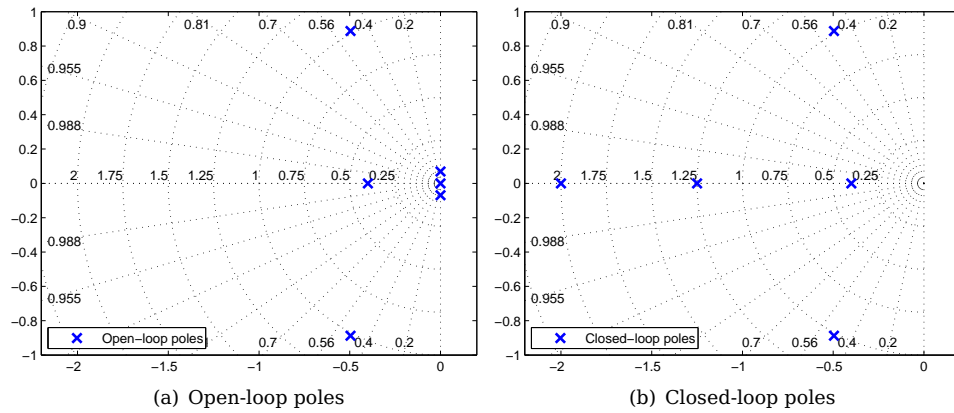 1
0.9 0.81 0.7 0.56 0.4 0.2
0.8
0.955
0.6
0.4
0.988
0.2
0
2 1.75 1.5 1.25 1 0.75 0.5 0.25
−0.2
0.988
−0.4
−0.6
0.955
−0.8
Open−loop poles
0.7 0.56 0.4 0.2
−1
−2 −1.5 −1 −0.5 0
(a) Open-loop poles
1
0.9 0.81 0.7 0.56 0.4 0.2
0.8
0.955
0.6
0.4
0.988
0.2
0
2 1.75 1.5 1.25 1 0.75 0.5 0.25
−0.2
0.988
−0.4
−0.6
0.955
−0.8
Closed−loop poles
0.7 0.56 0.4 0.2
−1
−2 −1.5 −1 −0.5 0
(b) Closed-loop poles